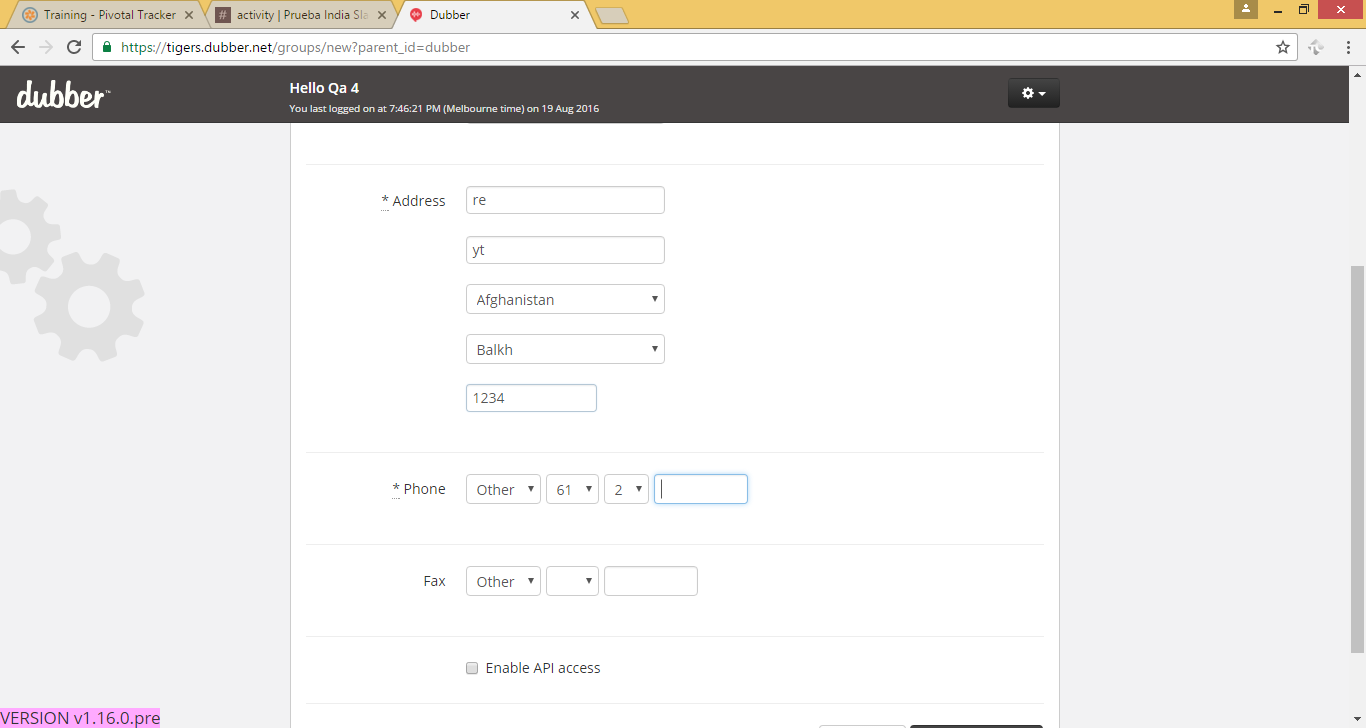 Training - Pivotal Tracker
activity | Prueba India Sla
Dubber
https://tigers.dubber.net/groups/new?parent_id=dubber
dubber™
Hello Qa 4
You last logged on at 7:46:21 PM (Melbourne time) on 19 Aug 2016
* Address
re
yt
Afghanistan
Balkh
1234
* Phone
Other 61 2
Fax
Other
Enable API access
VERSION v1.16.0.pre